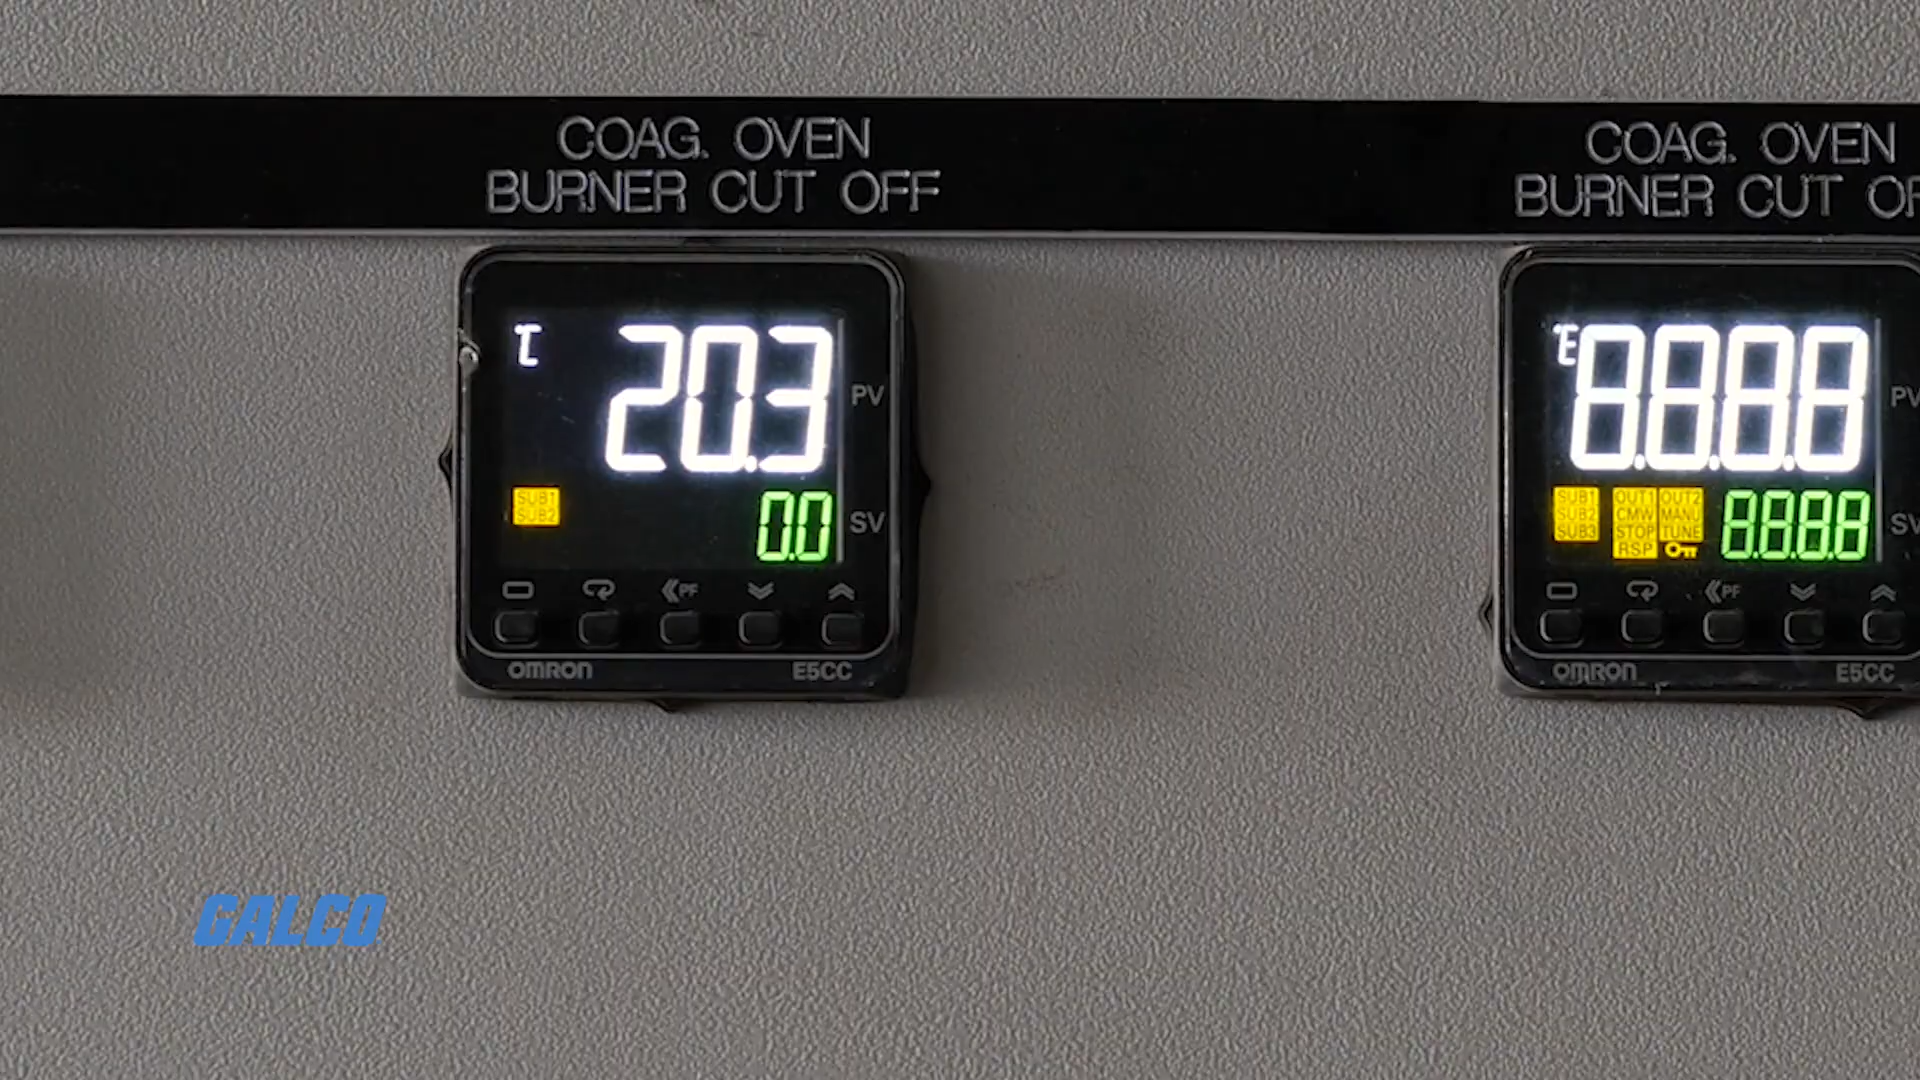 COAG. OVEN
BURNER CUT OFF
℃ 20.3 PV
SUB1
SUB2
0.0 SV
PF
OMRON E5CC
COAG. OVEN
BURNER CUT
8.8.8.8 PV
SUB1 OUT1 OUT2
SUB2 CMW MANU
SUB3 STOP TUNE
RSP
8.8.8.8 SV
PF
OMRON E5CC
GALCO